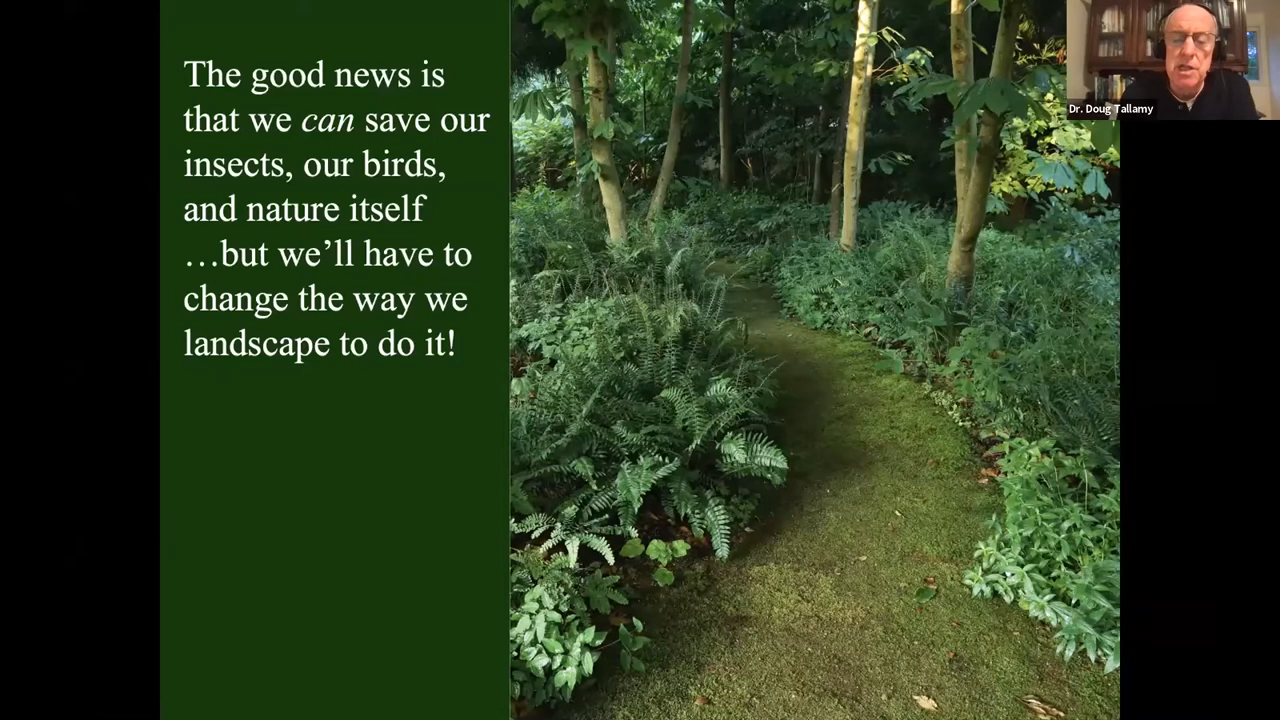 The good news is
that we can save our
insects, our birds,
and nature itself
…but we’ll have to
change the way we
landscape to do it!
Dr. Doug Tallamy